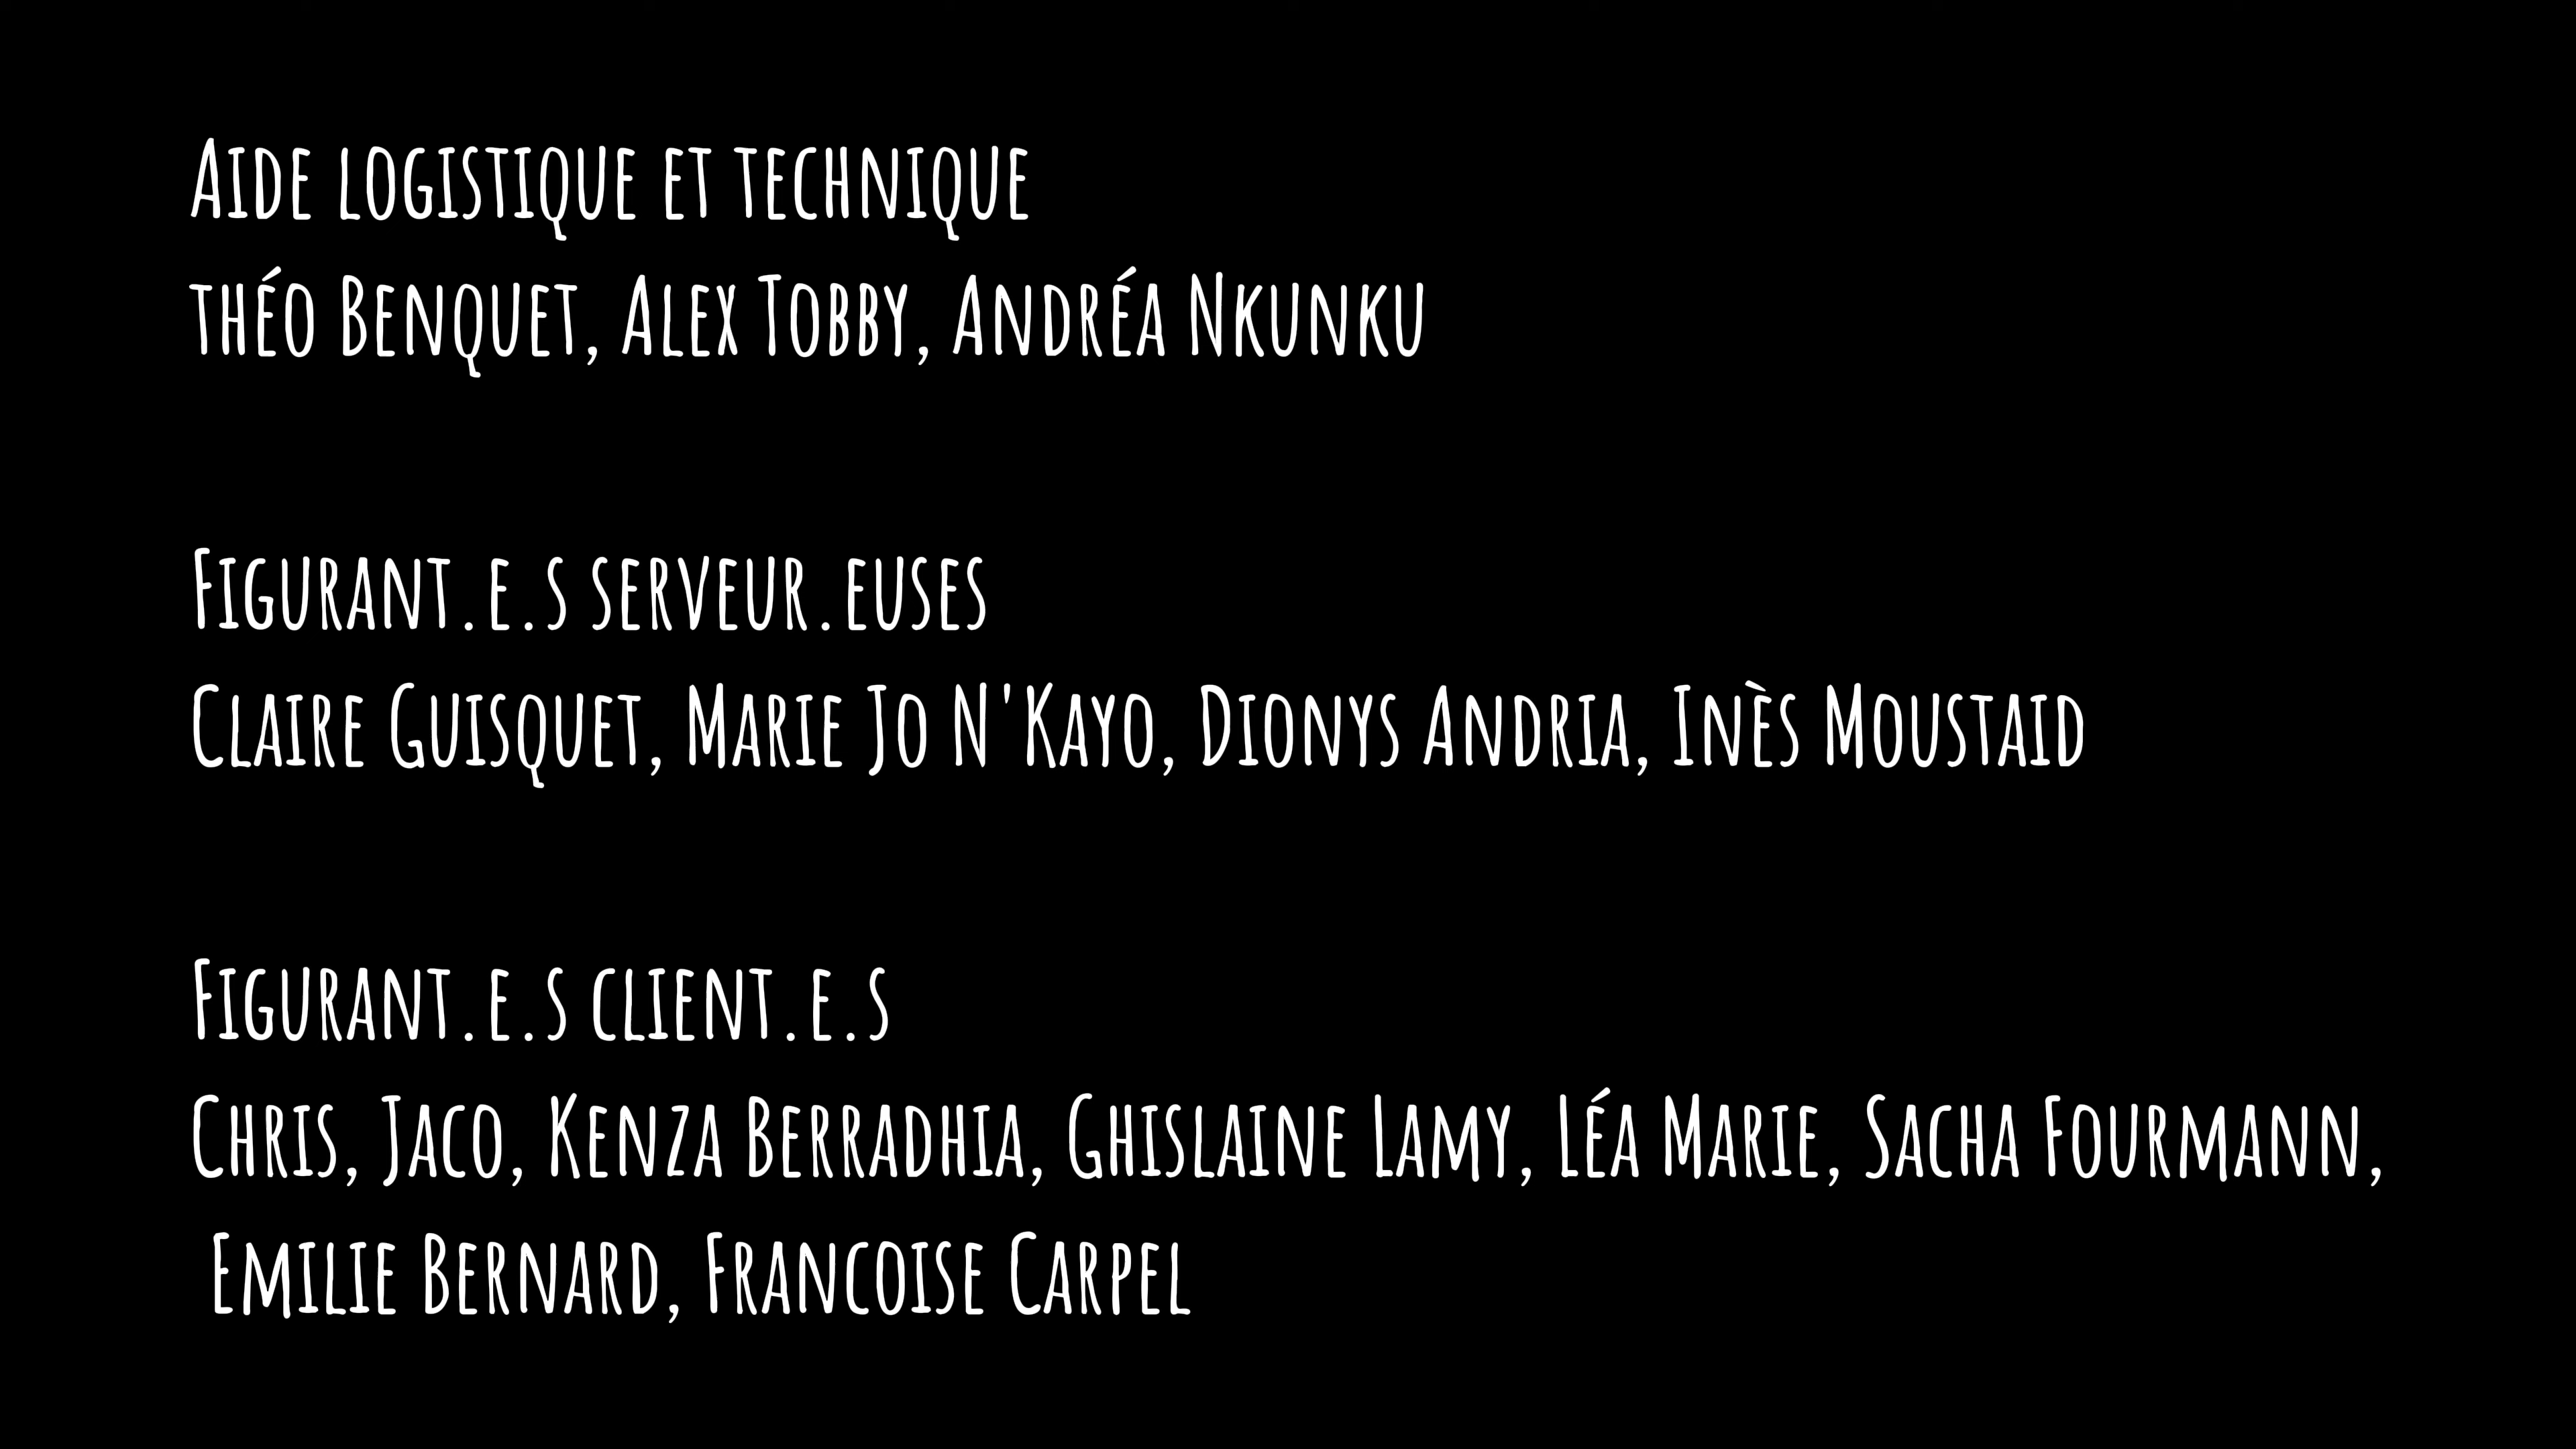 Aide logistique et technique
théo Benquet, Alex Tobby, Andréa Nkunku
Figurant.e.s serveur.euses
Claire Guisquet, Marie Jo N'Kayo, Dionys Andria, Inès Moustaid
Figurant.e.s client.e.s
Chris, Jaco, Kenza Berradhia, Ghislaine Lamy, Léa Marie, Sacha Fourmann,
Emilie Bernard, Francoise Carpel